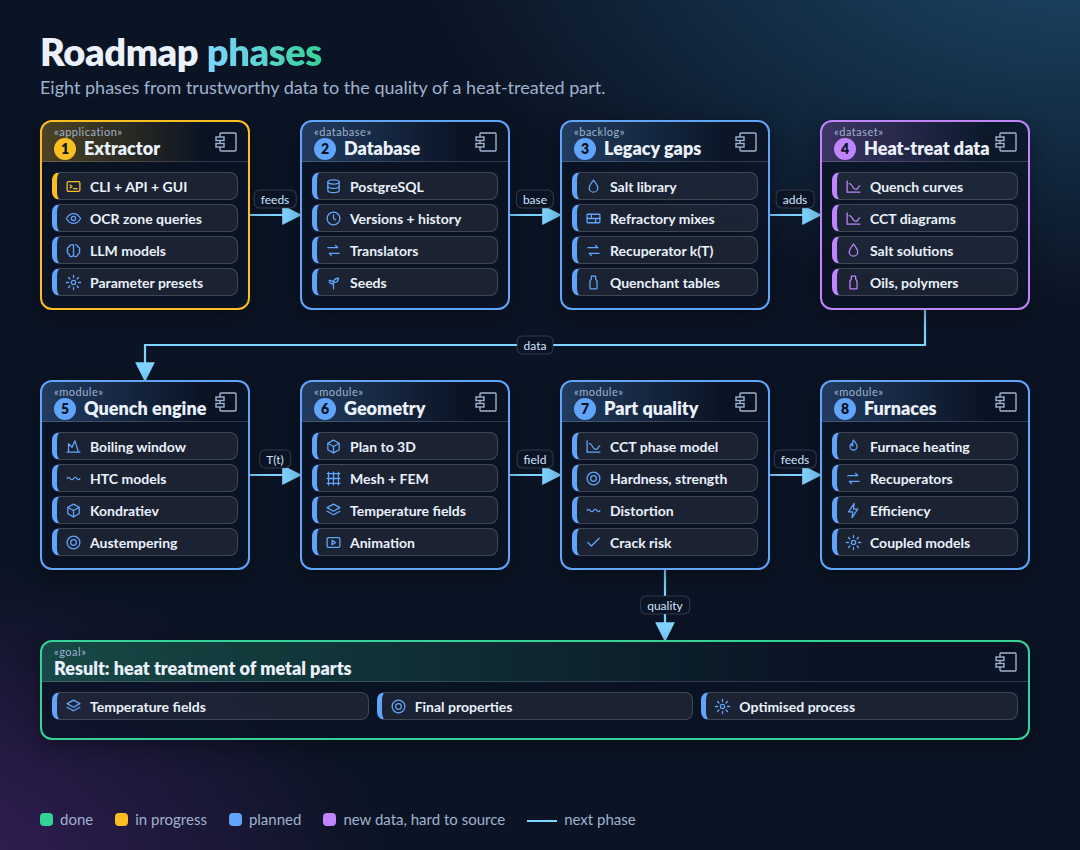 Roadmap phases
Eight phases from trustworthy data to the quality of a heat-treated part.
«application»
1 Extractor
CLI + API + GUI
OCR zone queries
LLM models
Parameter presets
feeds
«database»
2 Database
PostgreSQL
Versions + history
Translators
Seeds
base
«backlog»
3 Legacy gaps
Salt library
Refractory mixes
Recuperator k(T)
Quenchant tables
adds
«dataset»
4 Heat-treat data
Quench curves
CCT diagrams
Salt solutions
Oils, polymers
data
«module»
5 Quench engine
Boiling window
HTC models
Kondratiev
Austempering
T(t)
«module»
6 Geometry
Plan to 3D
Mesh + FEM
Temperature fields
Animation
field
«module»
7 Part quality
CCT phase model
Hardness, strength
Distortion
Crack risk
feeds
«module»
8 Furnaces
Furnace heating
Recuperators
Efficiency
Coupled models
quality
«goal»
Result: heat treatment of metal parts
Temperature fields
Final properties
Optimised process
done
in progress
planned
new data, hard to source
next phase